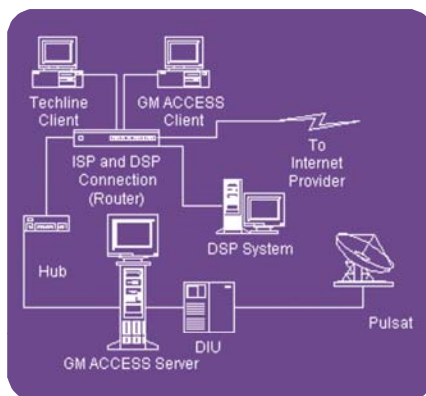 Techline
Client
GM ACCESS
Client
ISP and DSP
Connection
(Router)
To
Internet
Provider
DSP System
Hub
Pulsat
DIU
GM ACCESS Server